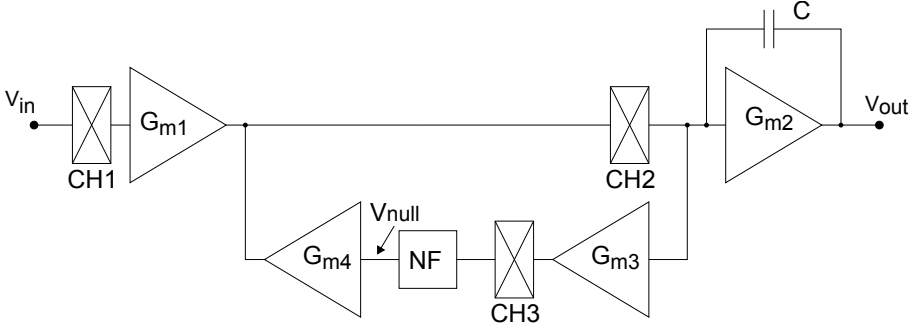 C
Vin
Gm1
Gm2
Vout
CH1
CH2
Vnull
Gm4
NF
Gm3
CH3